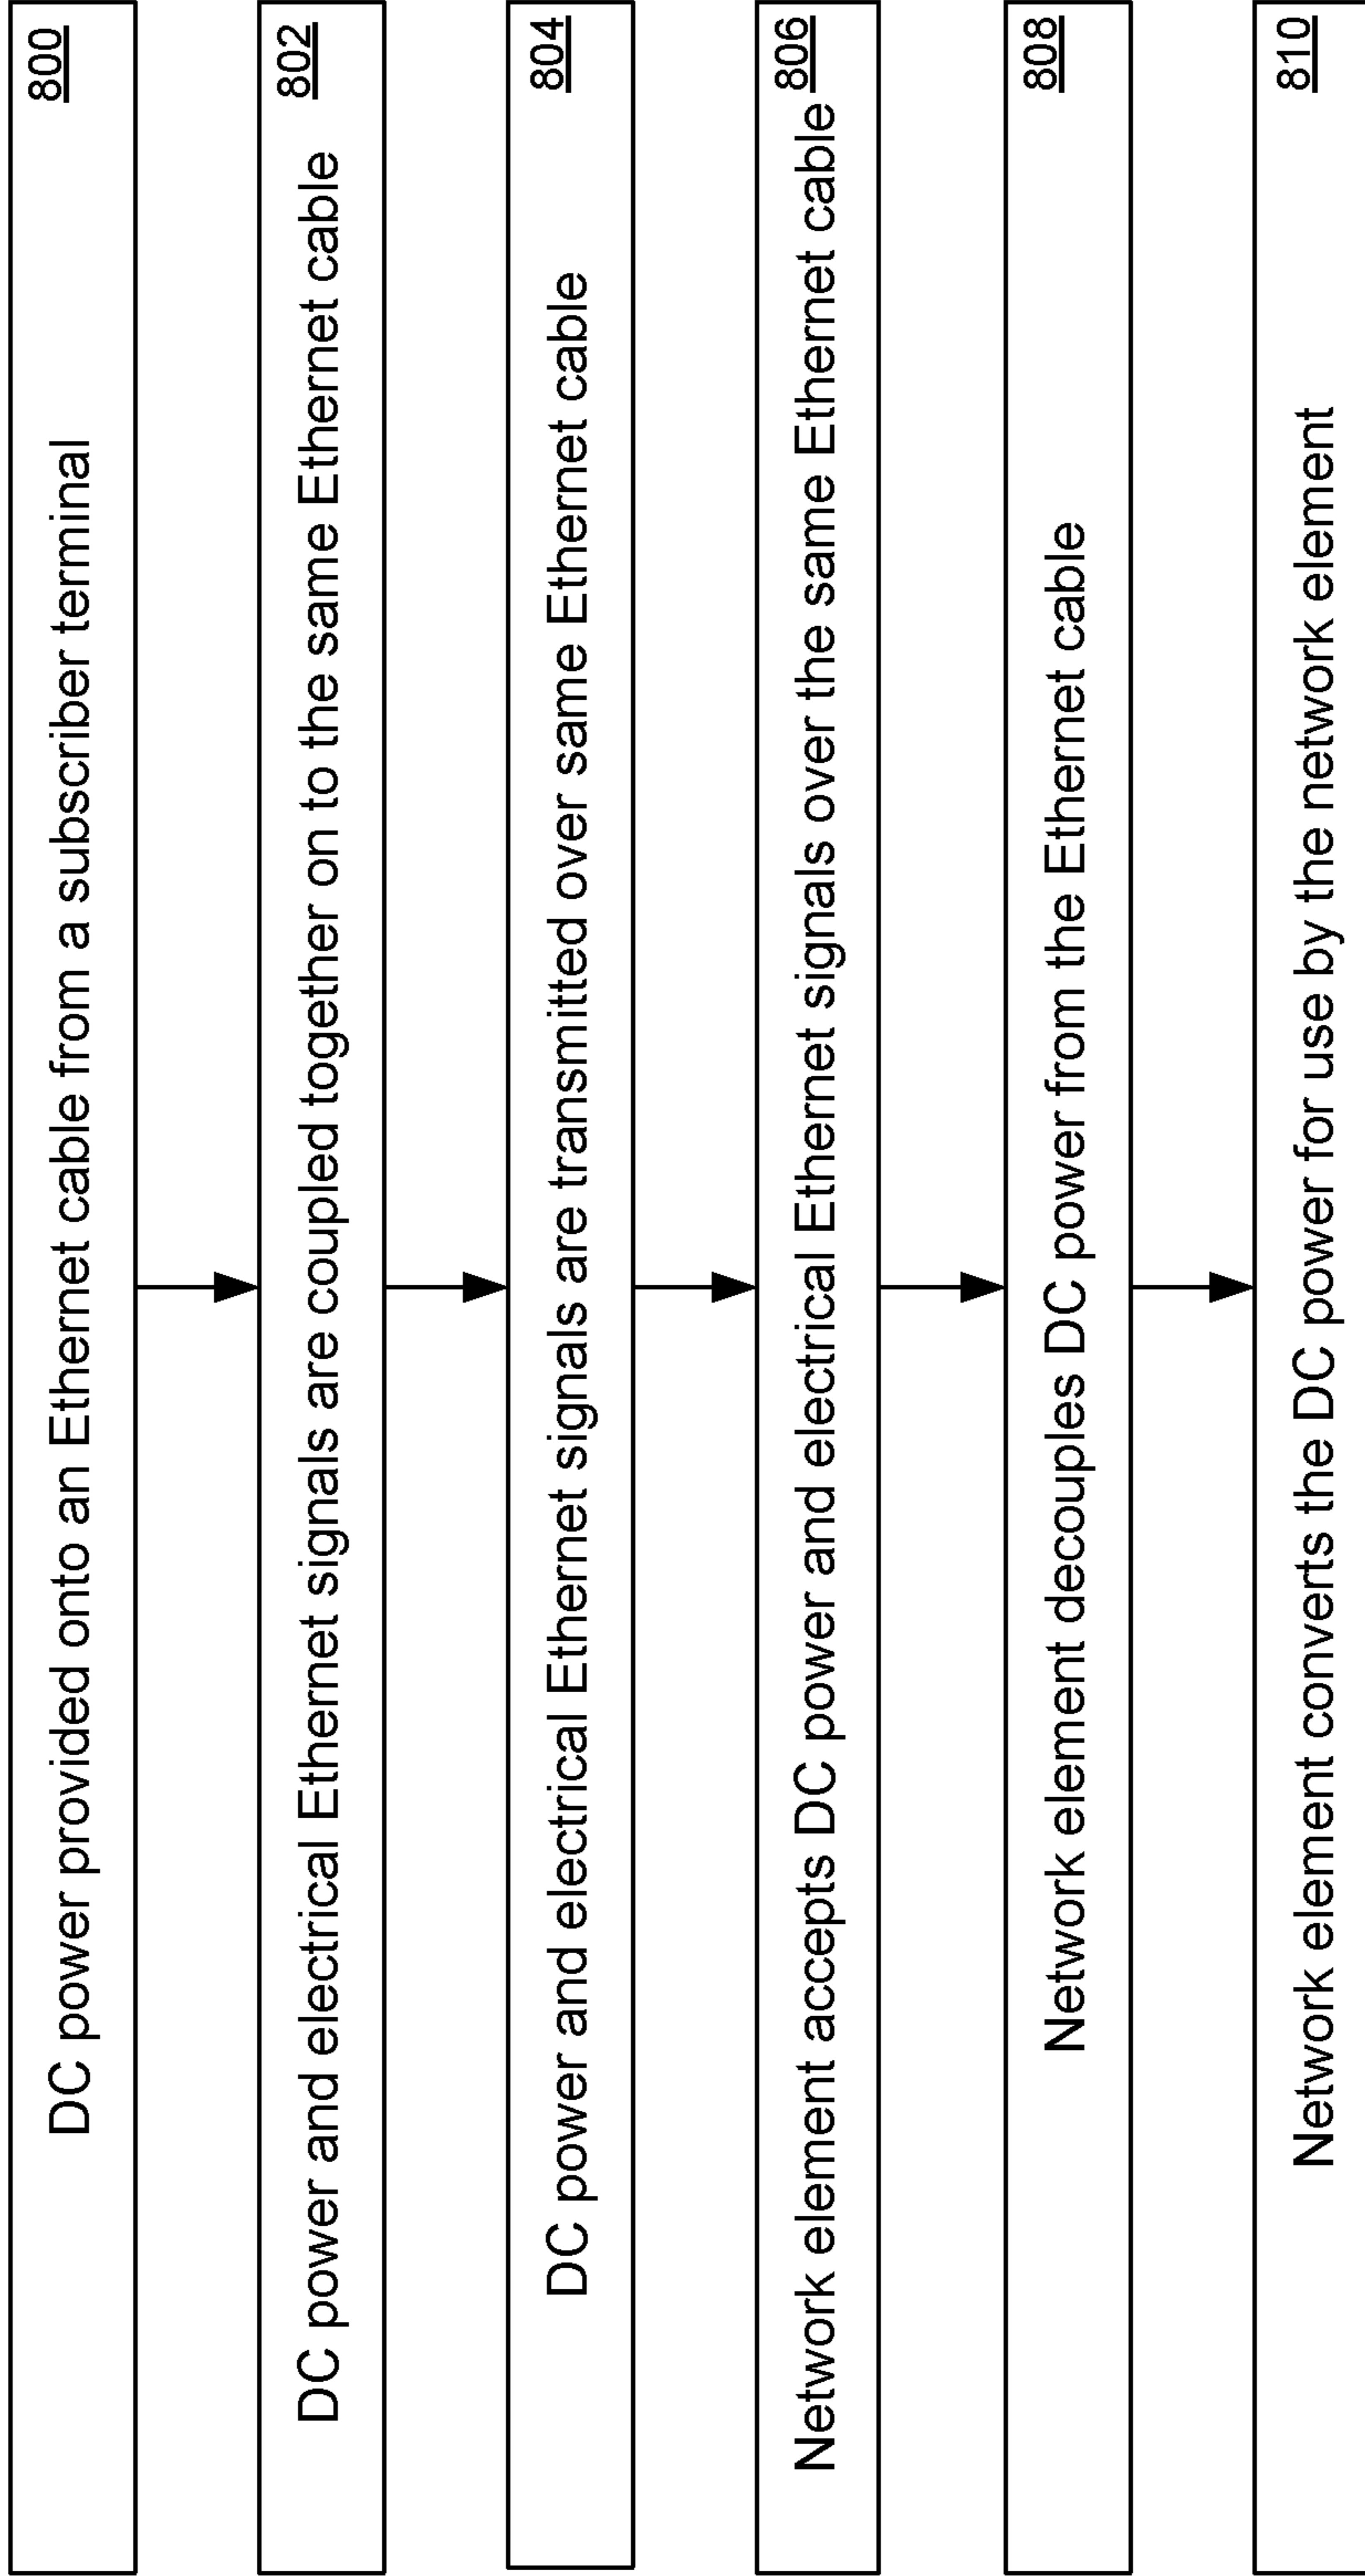 800
DC power provided onto an Ethernet cable from a subscriber terminal
802
DC power and electrical Ethernet signals are coupled together on to the same Ethernet cable
804
DC power and electrical Ethernet signals are transmitted over same Ethernet cable
806
Network element accepts DC power and electrical Ethernet signals over the same Ethernet cable
808
Network element decouples DC power from the Ethernet cable
810
Network element converts the DC power for use by the network element